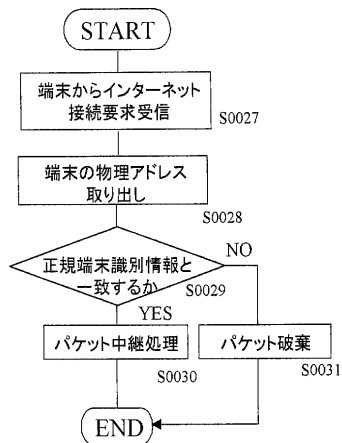 START
端末からインターネット
接続要求受信
S0027
端末の物理アドレス
取り出し
S0028
正規端末識別情報と
一致するか
S0029
NO
YES
パケット中継処理
S0030
パケット破棄
S0031
END